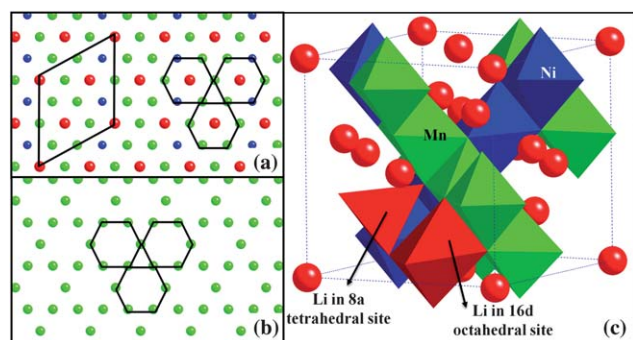 (a)
(b)
Ni
Mn
Li in 8a
tetrahedral site
Li in 16d
octahedral site
(c)